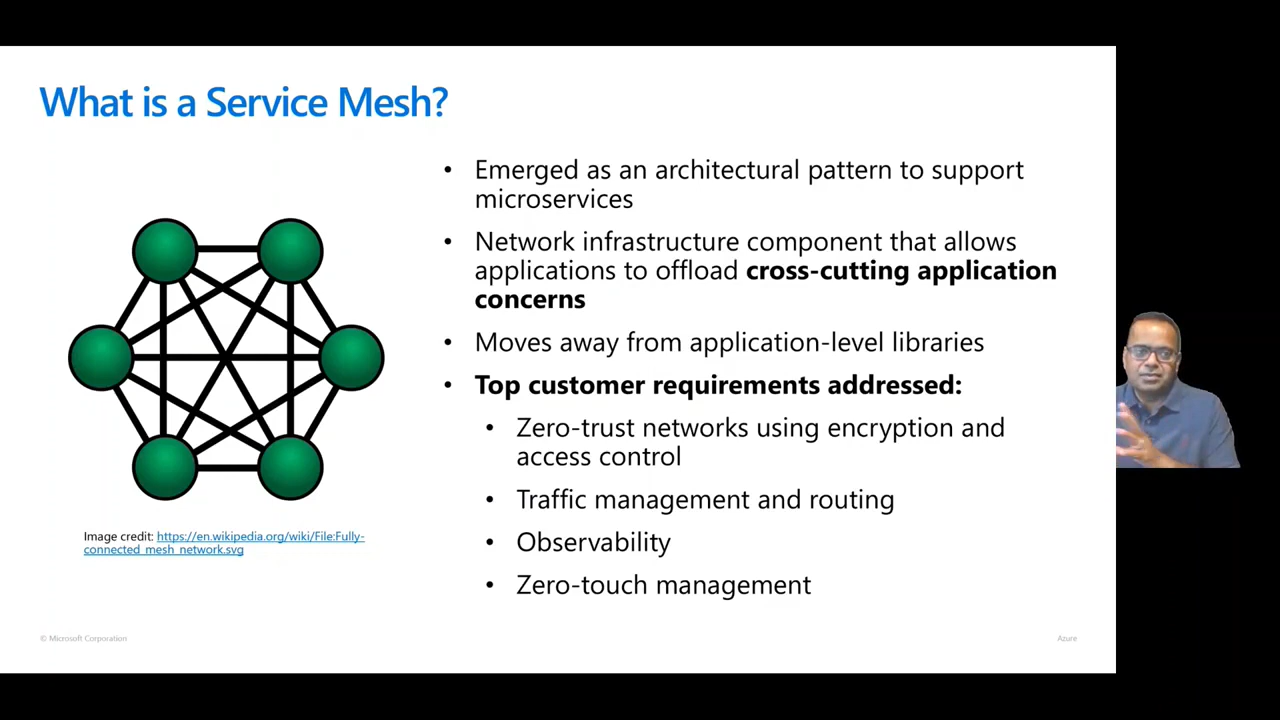 What is a Service Mesh?
• Emerged as an architectural pattern to support
microservices
• Network infrastructure component that allows
applications to offload cross-cutting application
concerns
• Moves away from application-level libraries
• Top customer requirements addressed:
• Zero-trust networks using encryption and
access control
• Traffic management and routing
• Observability
• Zero-touch management
Image credit: https://en.wikipedia.org/wiki/File:Fully-
connected_mesh_network.svg
© Microsoft Corporation
Azure